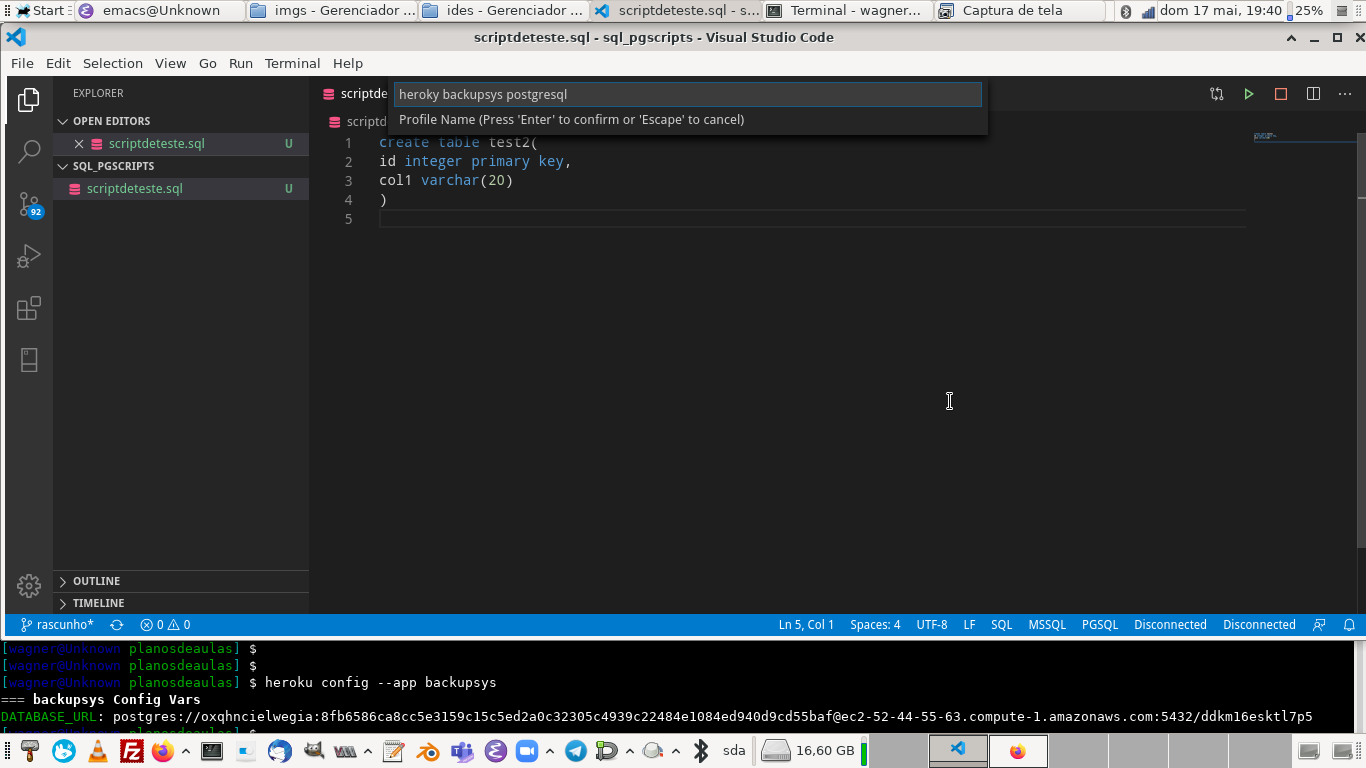 Start
emacs@Unknown
imgs - Gerenciador ...
ides - Gerenciador ...
scriptdeteste.sql - s...
Terminal - wagner...
Captura de tela
dom 17 mai, 19:40
25%
scriptdeteste.sql - sql_pgscripts - Visual Studio Code
File Edit Selection View Go Run Terminal Help
EXPLORER
OPEN EDITORS
scriptdeteste.sql U
SQL_PGSCRIPTS
scriptdeteste.sql U
92
OUTLINE
TIMELINE
scriptde
heroky backupsys postgresql
Profile Name (Press 'Enter' to confirm or 'Escape' to cancel)
scriptd
1 create table test2(
2 id integer primary key,
3 col1 varchar(20)
4 )
5
rascunho* 0 0 Ln 5, Col 1 Spaces: 4 UTF-8 LF SQL MSSQL PGSQL Disconnected Disconnected
[wagner@Unknown planosdeaulas] $
[wagner@Unknown planosdeaulas] $
[wagner@Unknown planosdeaulas] $ heroku config --app backupsys
=== backupsys Config Vars
DATABASE_URL: postgres://oxqhncielwegia:8fb6586ca8cc5e3159c15c5ed2a0c32305c4939c22484e1084ed940d9cd55baf@ec2-52-44-55-63.compute-1.amazonaws.com:5432/ddkm16esktl7p5
sda
16,60 GB